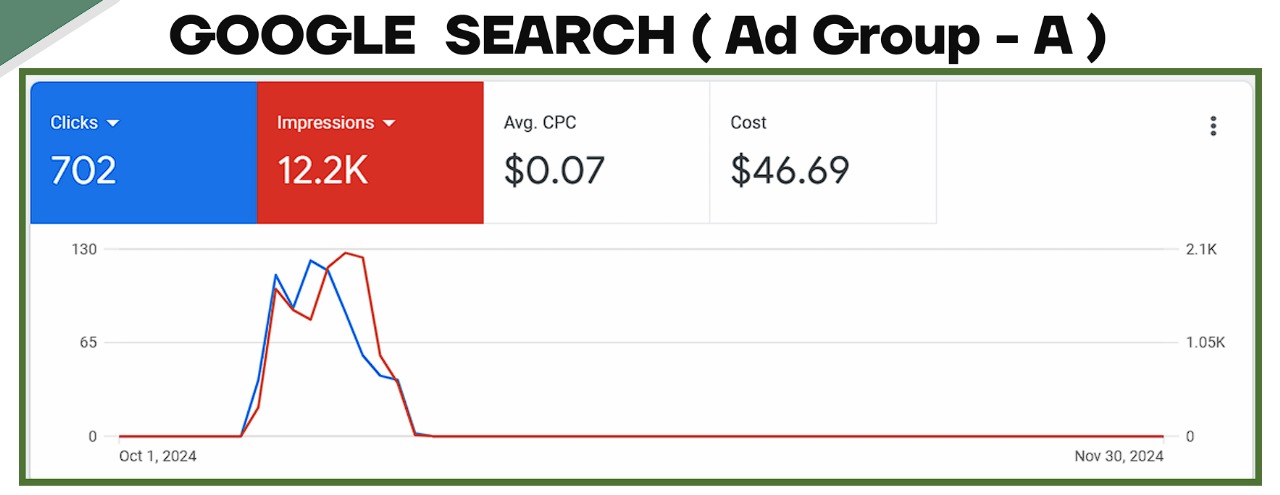 GOOGLE SEARCH ( Ad Group - A )
Clicks Impressions Avg. CPC Cost
702 12.2K $0.07 $46.69
130 2.1K
65 1.05K
0 0
Oct 1, 2024 Nov 30, 2024